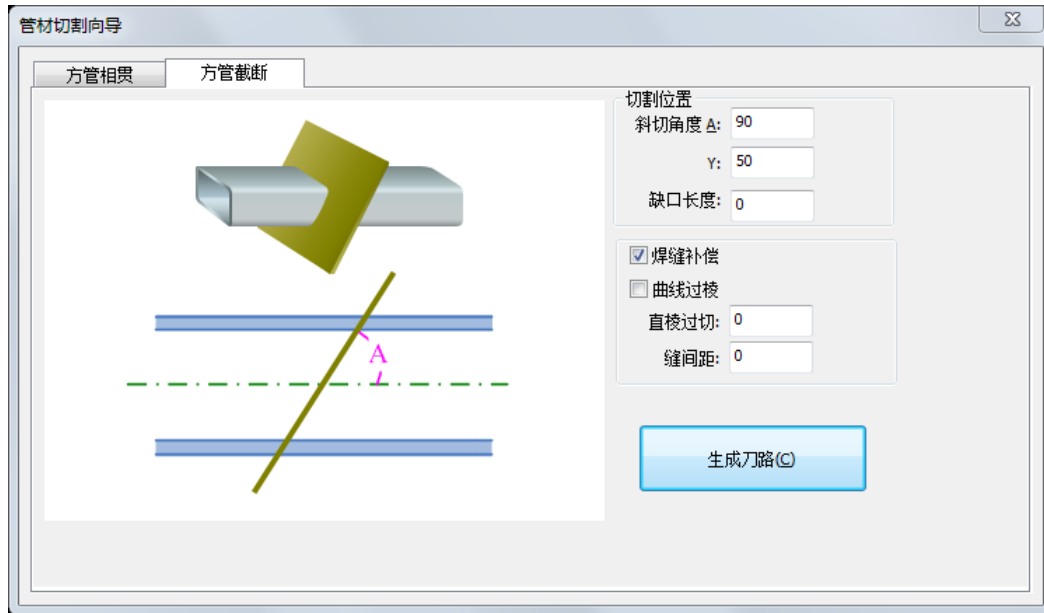 管材切割向导
方管相贯
方管截断
切割位置
斜切角度 A: 90
Y: 50
缺口长度: 0
焊缝补偿
曲线过棱
直棱过切: 0
缝间距: 0
A
生成刀路(C)